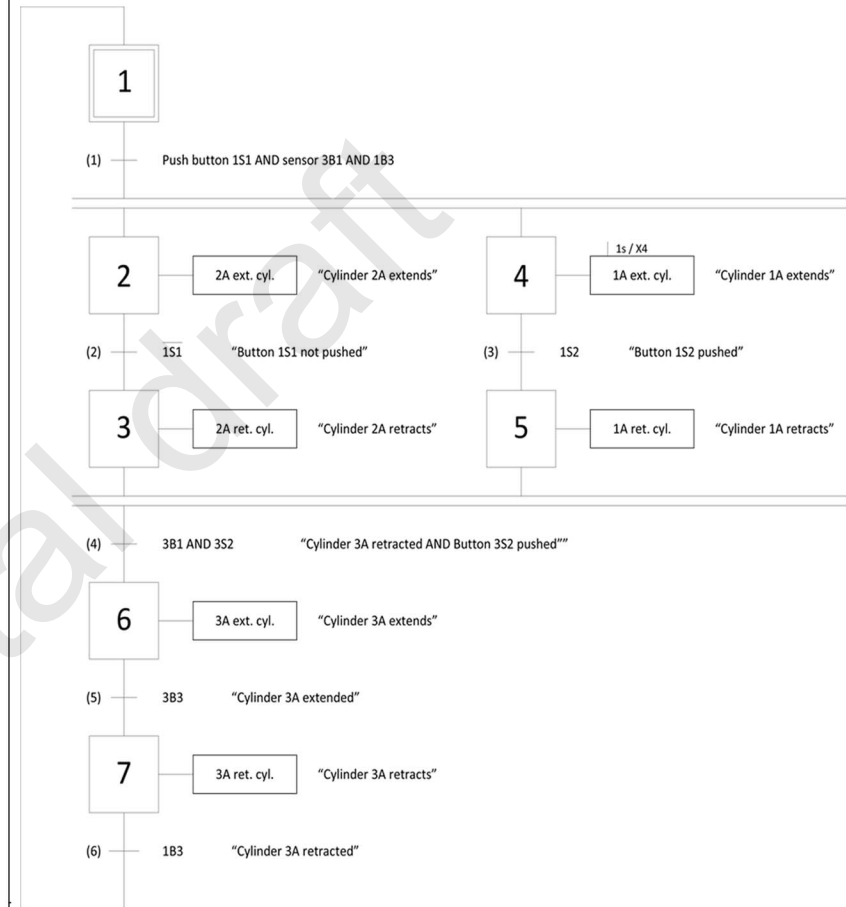 1
(1) Push button 1S1 AND sensor 3B1 AND 1B3
1s / X4
2 2A ext. cyl. “Cylinder 2A extends” 4 1A ext. cyl. “Cylinder 1A extends”
(2) 1S1 “Button 1S1 not pushed” (3) 1S2 “Button 1S2 pushed”
3 2A ret. cyl. “Cylinder 2A retracts” 5 1A ret. cyl. “Cylinder 1A retracts”
(4) 3B1 AND 3S2 “Cylinder 3A retracted AND Button 3S2 pushed””
6 3A ext. cyl. “Cylinder 3A extends”
(5) 3B3 “Cylinder 3A extended”
7 3A ret. cyl. “Cylinder 3A retracts”
(6) 1B3 “Cylinder 3A retracted”
tal draft